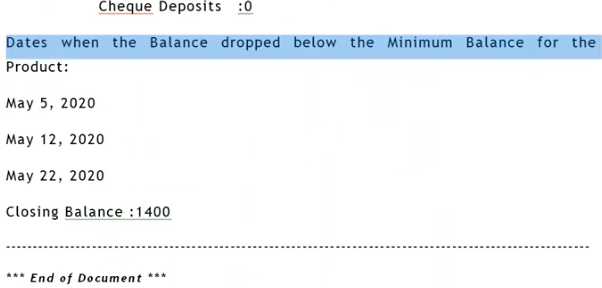 Cheque Deposits :0
Dates when the Balance dropped below the Minimum Balance for the
Product:
May 5, 2020
May 12, 2020
May 22, 2020
Closing Balance :1400
--------------------------------------------------------------------------------------------
*** End of Document ***